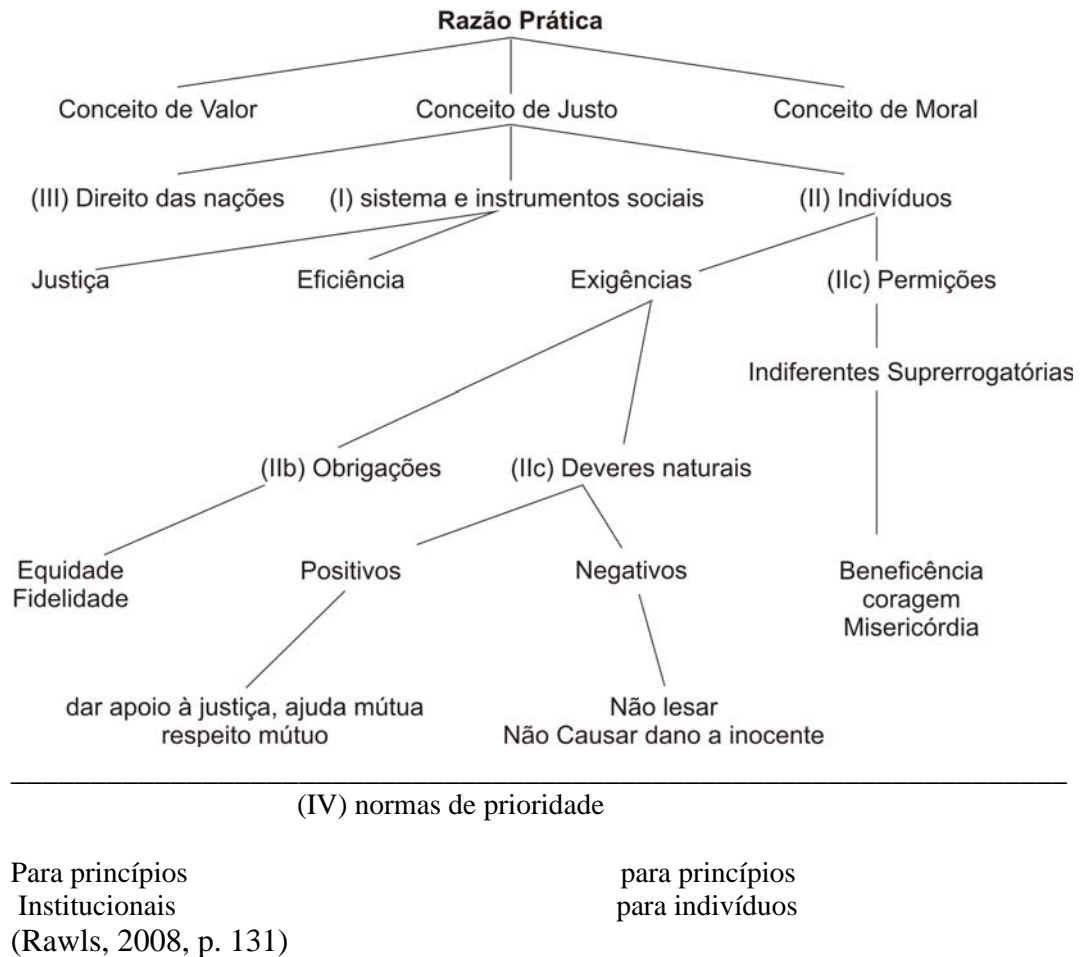 Razão Prática
Conceito de Valor Conceito de Justo Conceito de Moral
(III) Direito das nações (I) sistema e instrumentos sociais (II) Indivíduos
Justiça Eficiência Exigências (IIc) Permições
Indiferentes Suprerrogatórias
(IIb) Obrigações (IIc) Deveres naturais
Equidade Positivos Negativos Beneficência
Fidelidade coragem
Misericórdia
dar apoio à justiça, ajuda mútua Não lesar
respeito mútuo Não Causar dano a inocente
(IV) normas de prioridade
Para princípios para princípios
Institucionais para indivíduos
(Rawls, 2008, p. 131)